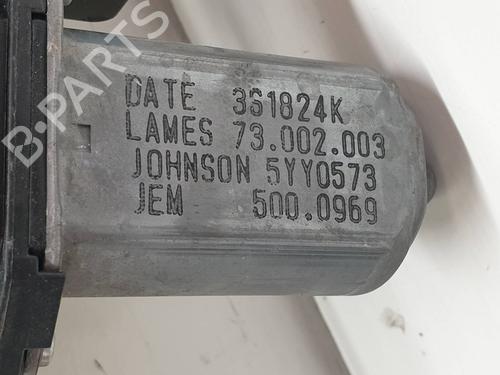 DATE 361824K
LAMES 73.002.003
JOHNSON 5YY0573
JEM 500.0969
B-PARTS